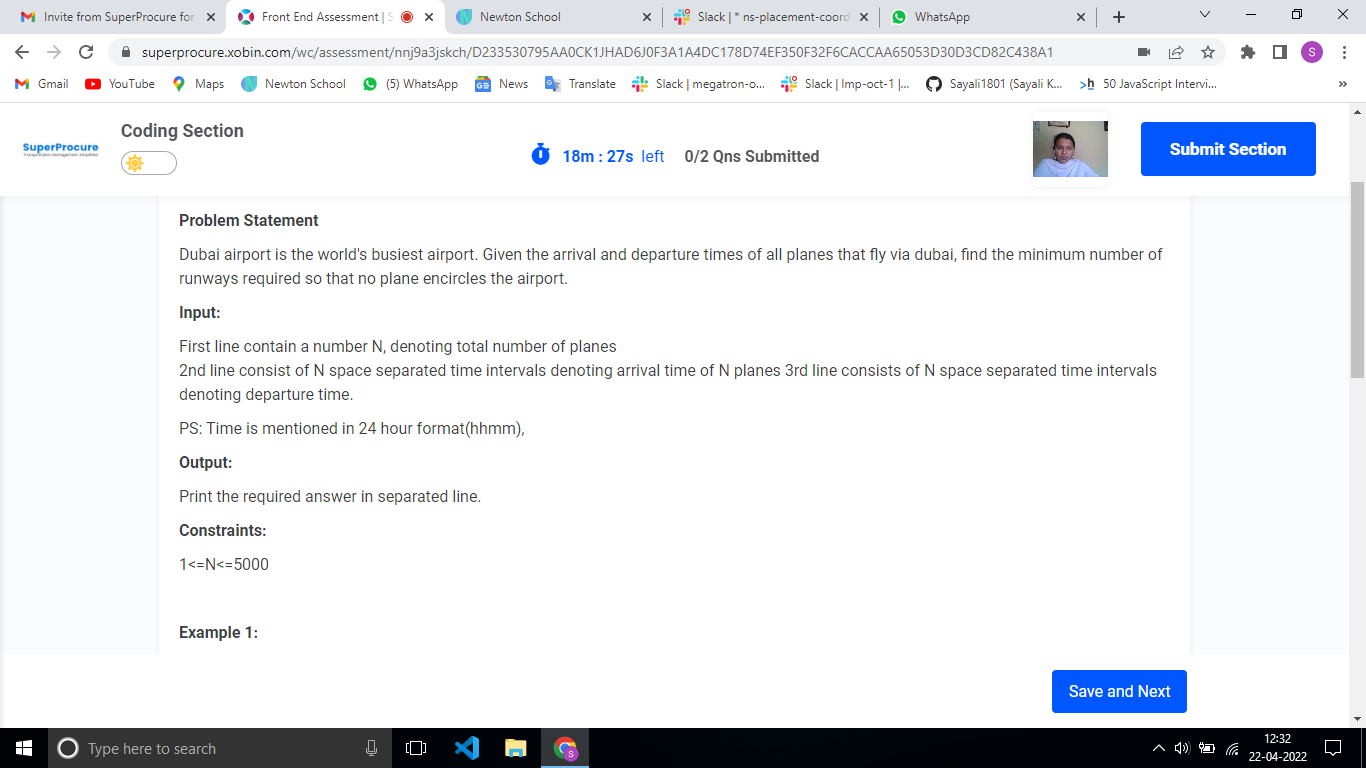 Invite from SuperProcure for
Front End Assessment | S
Newton School
Slack | * ns-placement-coord
WhatsApp
superprocure.xobin.com/wc/assessment/nnj9a3jskch/D233530795AA0CK1JHAD6J0F3A1A4DC178D74EF350F32F6CACCAA65053D30D3CD82C438A1
S
Gmail
YouTube
Maps
Newton School
(5) WhatsApp
News
Translate
Slack | megatron-o...
Slack | Imp-oct-1 |...
Sayali1801 (Sayali K...
50 JavaScript Intervi...
SuperProcure
Coding Section
18m : 27s left
0/2 Qns Submitted
Submit Section
Problem Statement
Dubai airport is the world's busiest airport. Given the arrival and departure times of all planes that fly via dubai, find the minimum number of
runways required so that no plane encircles the airport.
Input:
First line contain a number N, denoting total number of planes
2nd line consist of N space separated time intervals denoting arrival time of N planes 3rd line consists of N space separated time intervals
denoting departure time.
PS: Time is mentioned in 24 hour format(hhmm),
Output:
Print the required answer in separated line.
Constraints:
1<=N<=5000
Example 1:
Save and Next
Type here to search
12:32
22-04-2022